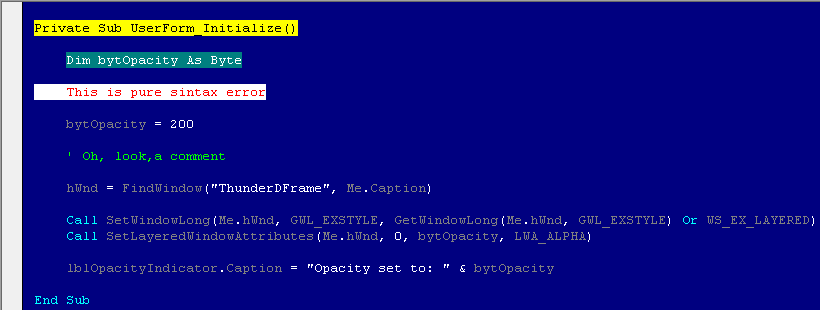 Private Sub UserForm_Initialize()
Dim bytOpacity As Byte
This is pure sintax error
bytOpacity = 200
' Oh, look,a comment
hWnd = FindWindow("ThunderDFrame", Me.Caption)
Call SetWindowLong(Me.hWnd, GWL_EXSTYLE, GetWindowLong(Me.hWnd, GWL_EXSTYLE) Or WS_EX_LAYERED)
Call SetLayeredWindowAttributes(Me.hWnd, 0, bytOpacity, LWA_ALPHA)
lblOpacityIndicator.Caption = "Opacity set to: " & bytOpacity
End Sub